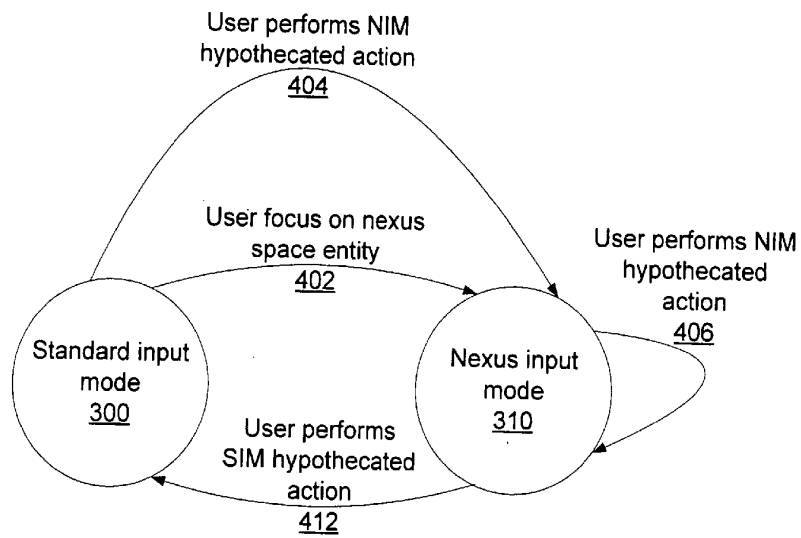 User performs NIM
hypothecated action
404
User focus on nexus
space entity
402
User performs NIM
hypothecated
action
406
Standard input
mode
300
Nexus input
mode
310
User performs
SIM hypothecated
action
412